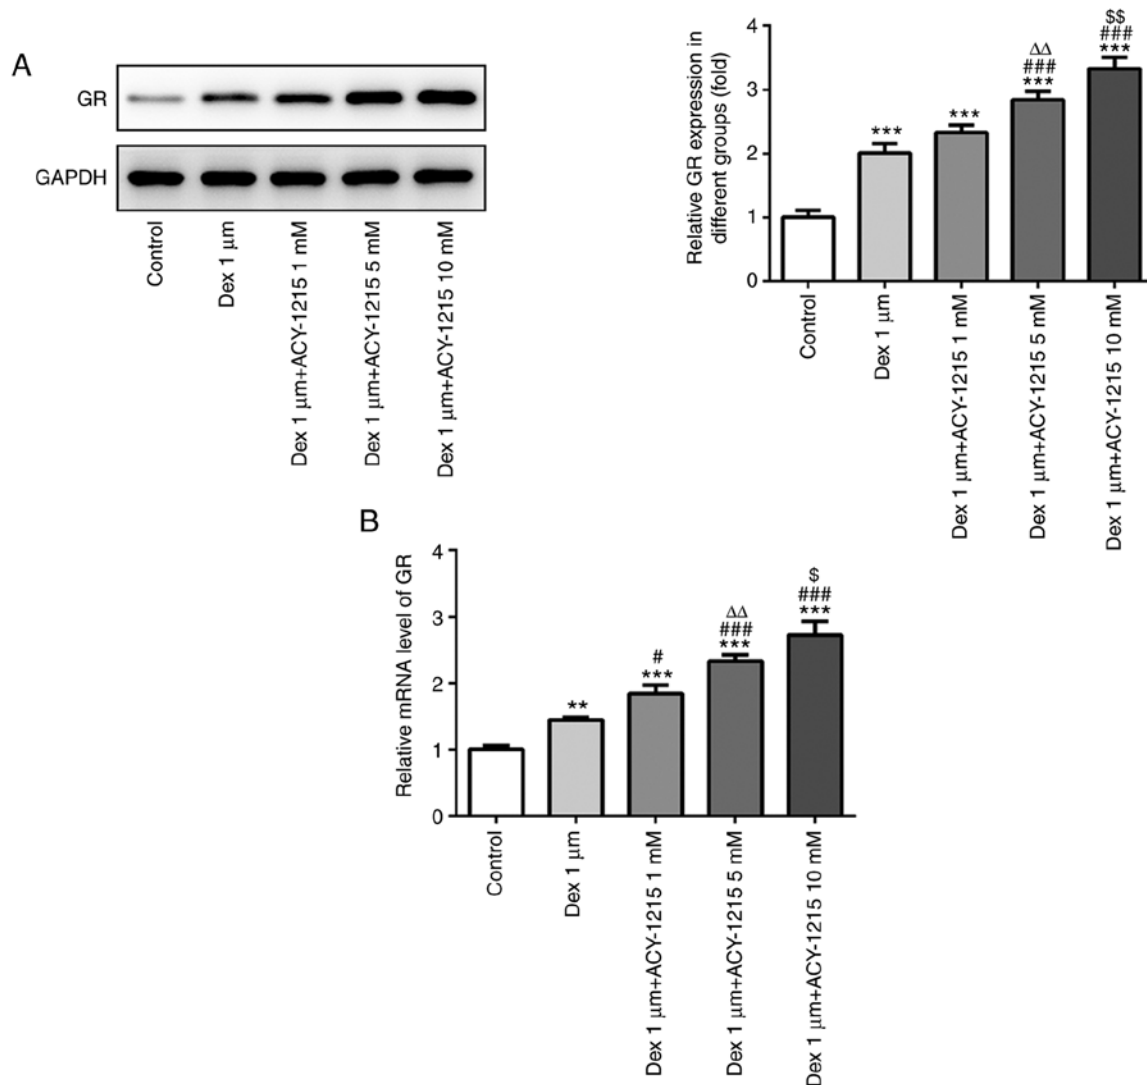 A
GR
GAPDH
Control
Dex 1 μm
Dex 1 μm+ACY-1215 1 mM
Dex 1 μm+ACY-1215 5 mM
Dex 1 μm+ACY-1215 10 mM
Relative GR expression in
different groups (fold)
4
3
2
1
0
***
***
ΔΔ
###
***
$$
###
***
Control
Dex 1 μm
Dex 1 μm+ACY-1215 1 mM
Dex 1 μm+ACY-1215 5 mM
Dex 1 μm+ACY-1215 10 mM
B
Relative mRNA level of GR
4
3
2
1
0
**
#
***
ΔΔ
###
***
$
###
***
Control
Dex 1 μm
Dex 1 μm+ACY-1215 1 mM
Dex 1 μm+ACY-1215 5 mM
Dex 1 μm+ACY-1215 10 mM